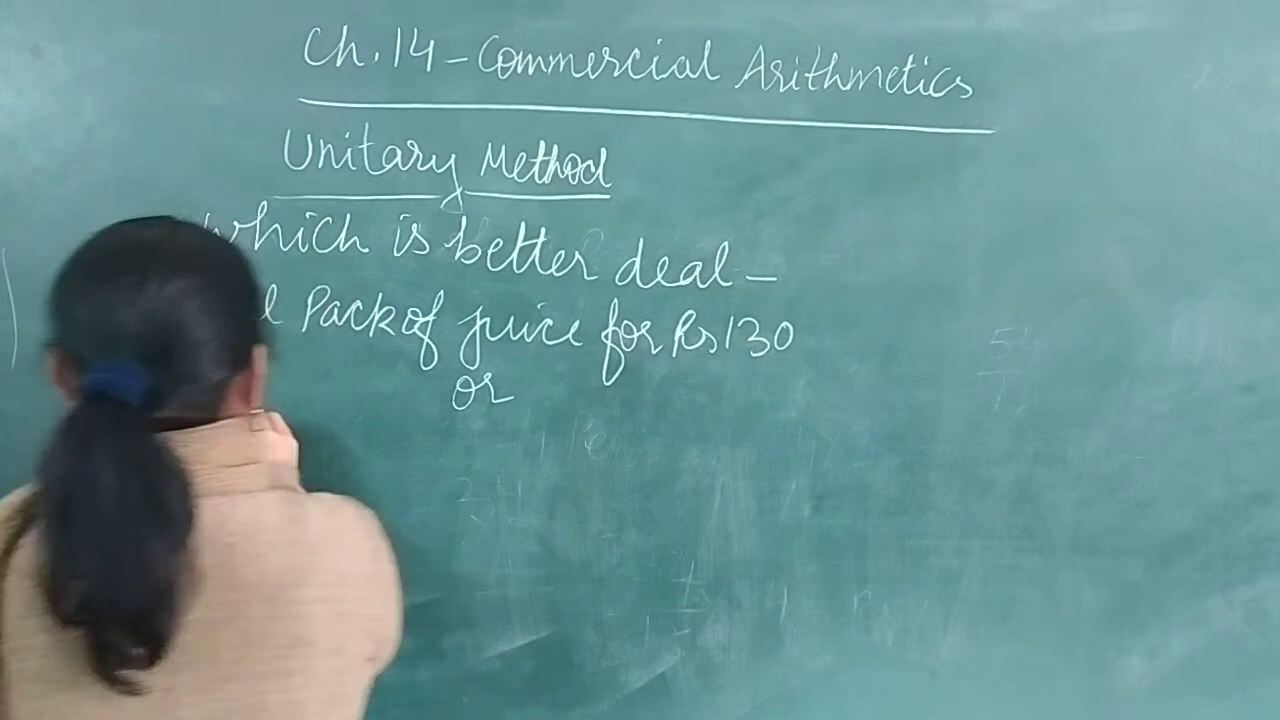 Ch.14 - Commercial Arithmetics
Unitary Method
which is better deal -
l Pack of juice for Rs 130
or